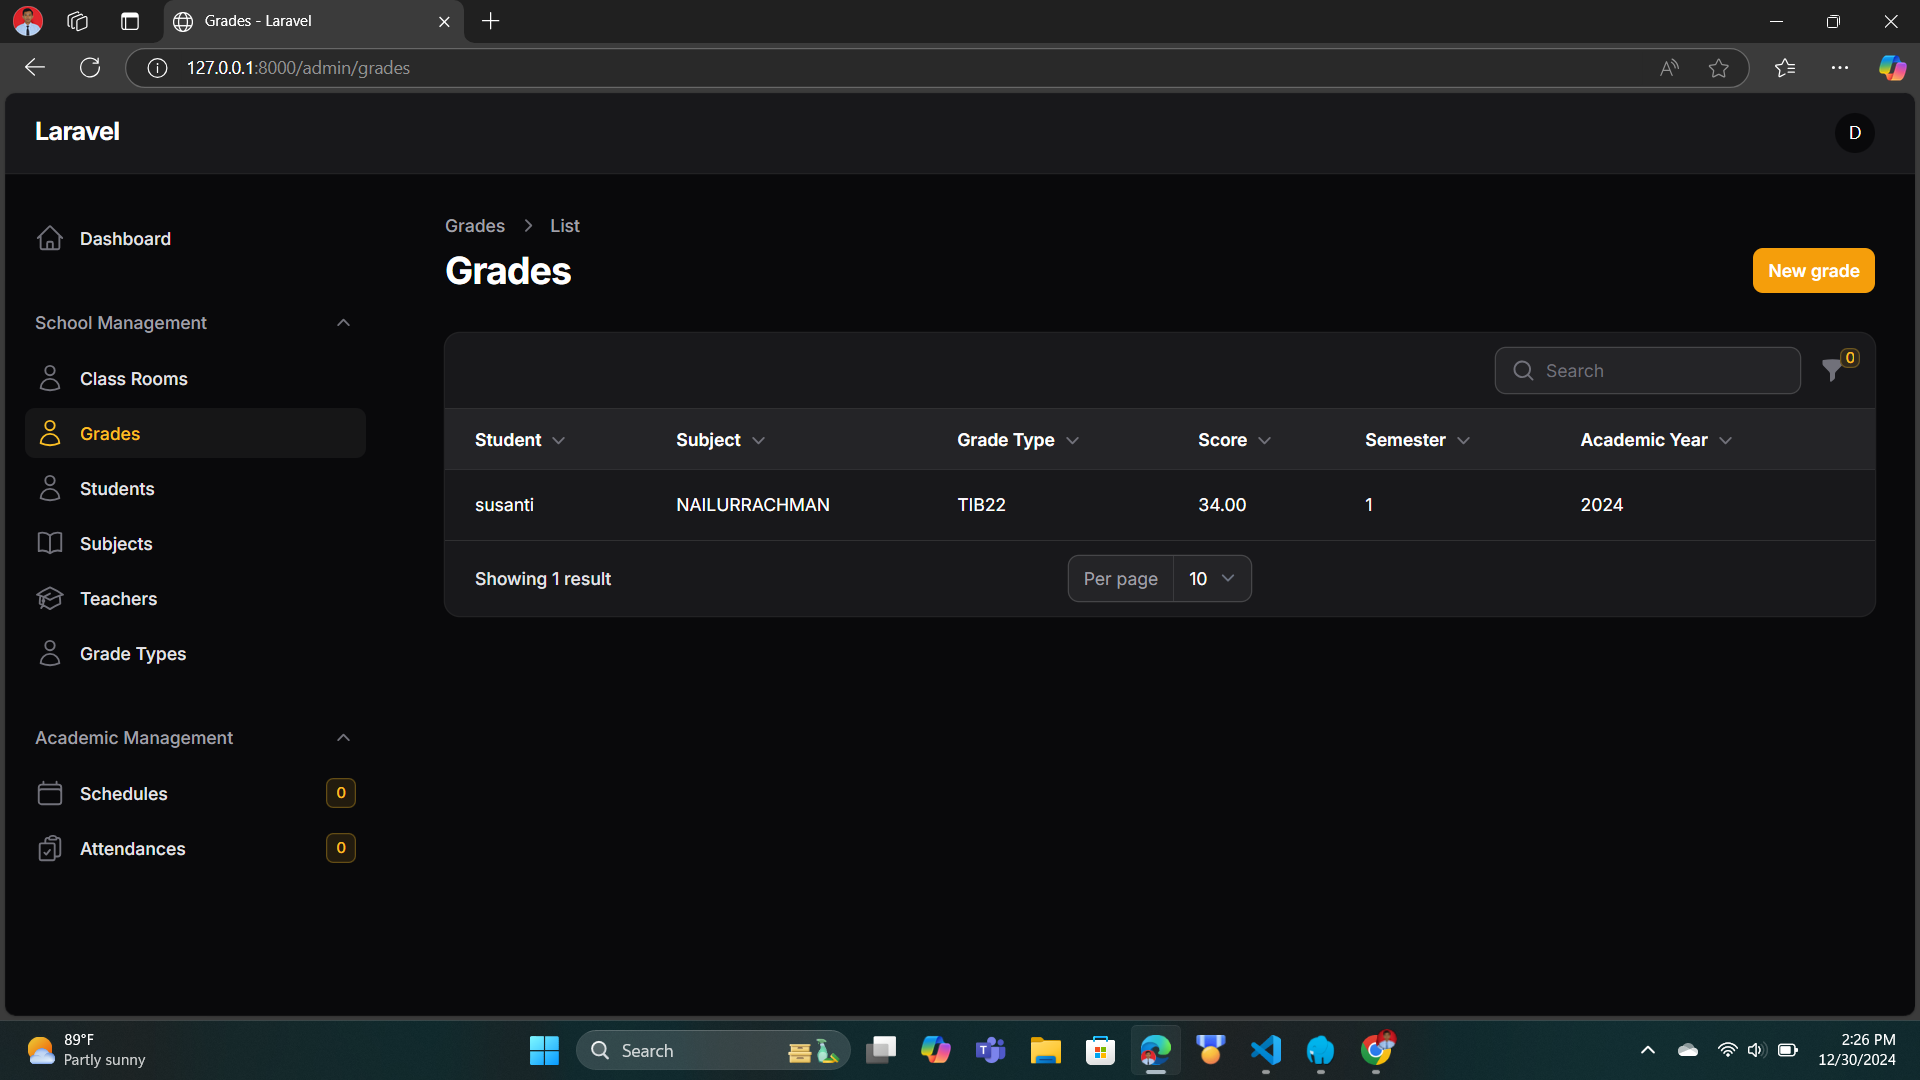 Grades - Laravel
127.0.0.1:8000/admin/grades
Laravel
D
Dashboard
School Management
Class Rooms
Grades
Students
Subjects
Teachers
Grade Types
Academic Management
Schedules 0
Attendances 0
Grades List
Grades
New grade
Search 0
Student Subject Grade Type Score Semester Academic Year
susanti NAILURRACHMAN TIB22 34.00 1 2024
Showing 1 result Per page 10
89°F
Partly sunny
Search
2:26 PM
12/30/2024